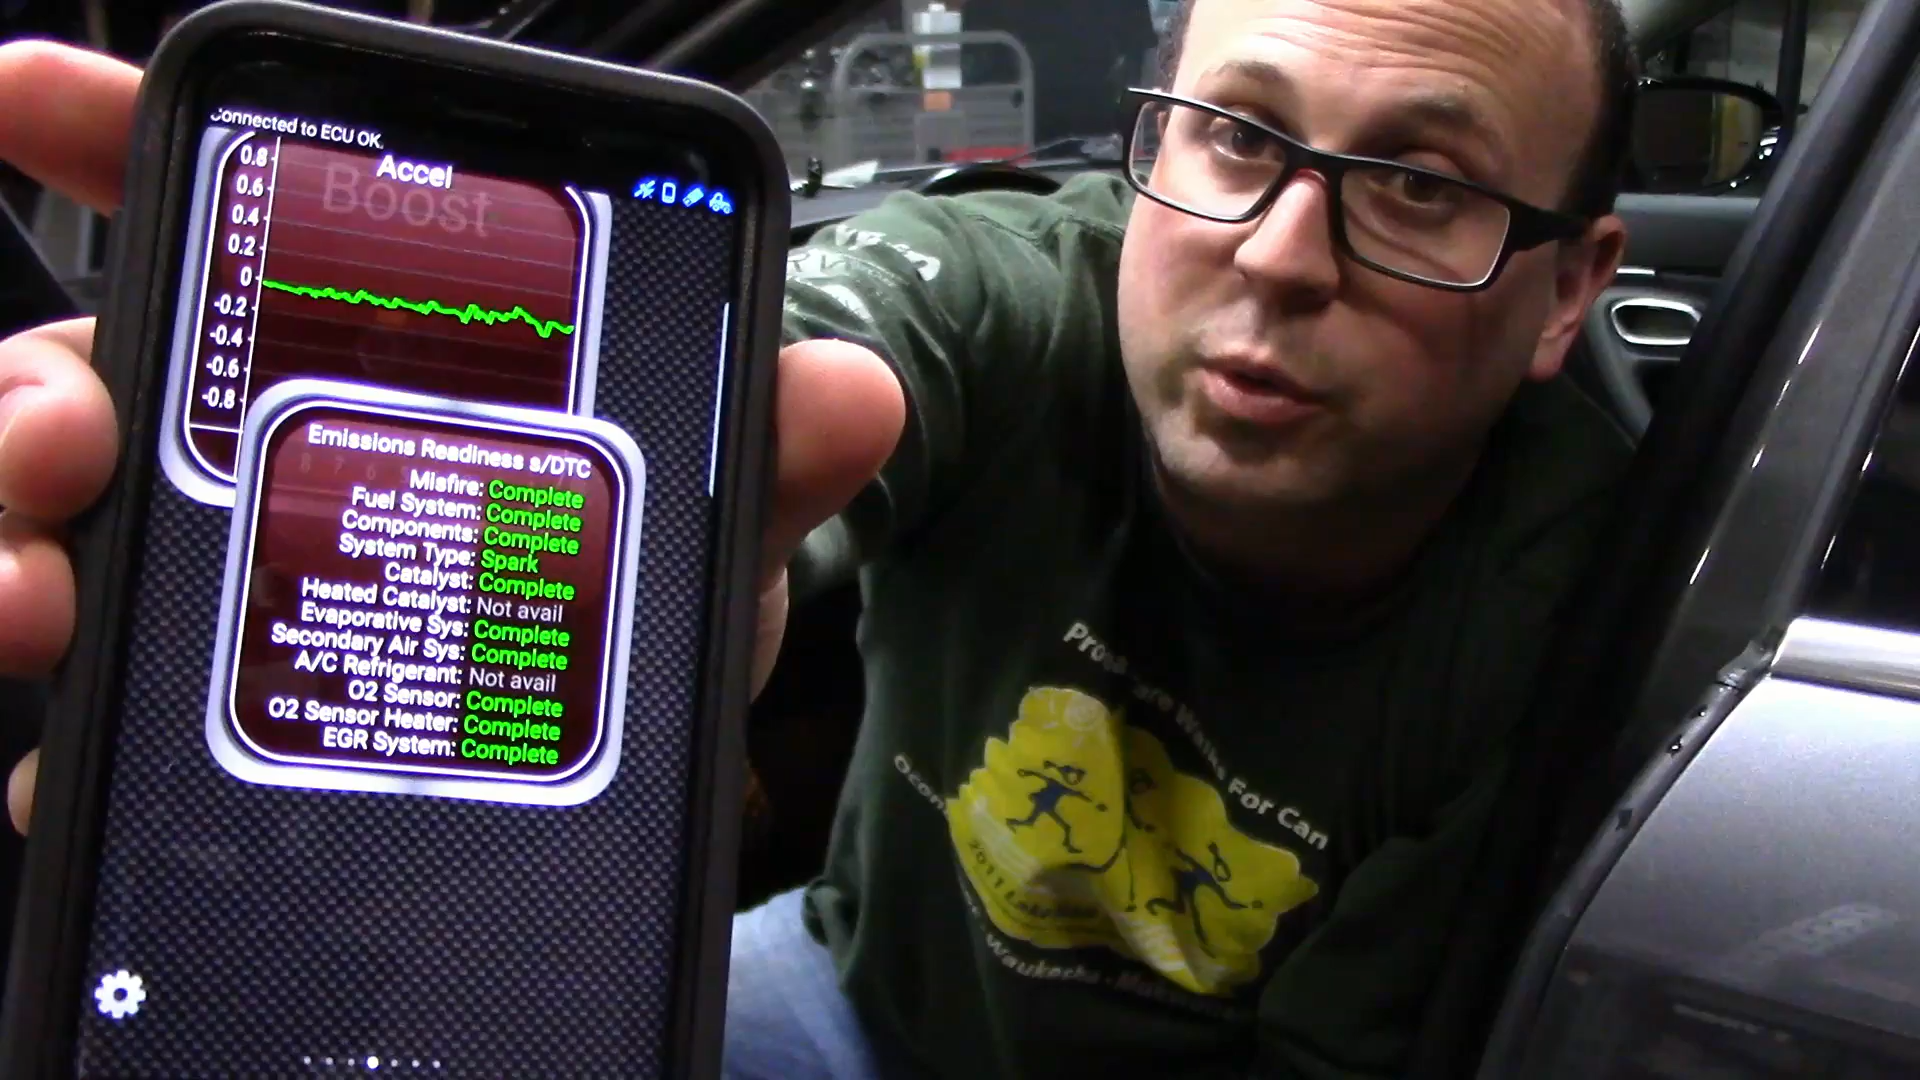 Connected to ECU OK.
Accel
Boost
0.8
0.6
0.4
0.2
0
-0.2
-0.4
-0.6
-0.8
Emissions Readiness s/DTC
Misfire: Complete
Fuel System: Complete
Components: Complete
System Type: Spark
Catalyst: Complete
Heated Catalyst: Not avail
Evaporative Sys: Complete
Secondary Air Sys: Complete
A/C Refrigerant: Not avail
O2 Sensor: Complete
O2 Sensor Heater: Complete
EGR System: Complete
For Can
Waukesha